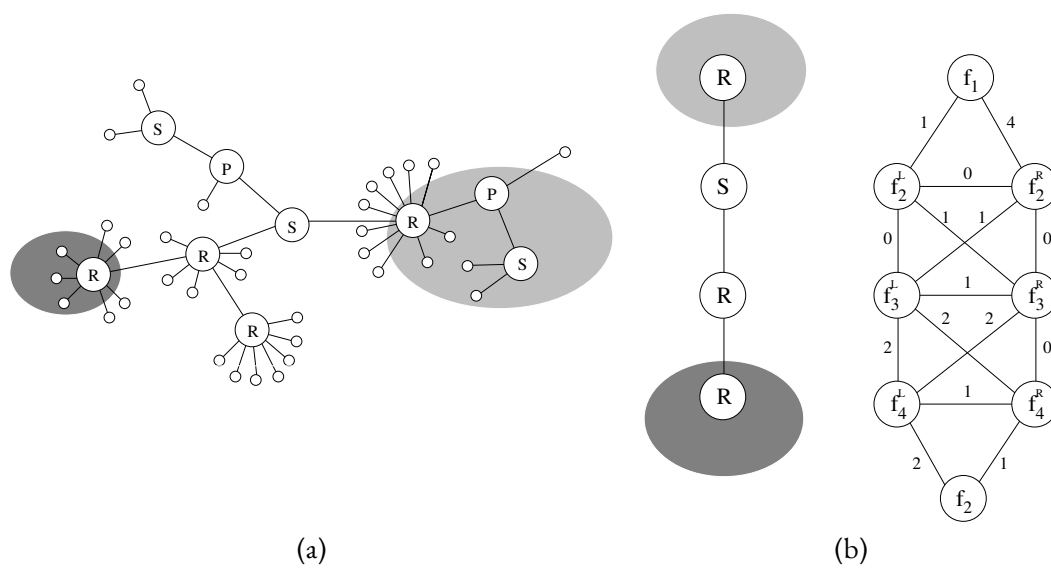 S
P
S
R
P
S
R
R
R
(a)
R
S
R
R
f₁
1 4
f₂ᴸ 0 f₂ᴿ
0 1 1 0
f₃ᴸ 1 f₃ᴿ
2 2 2 0
f₄ᴸ 1 f₄ᴿ
2 1
f₂
(b)